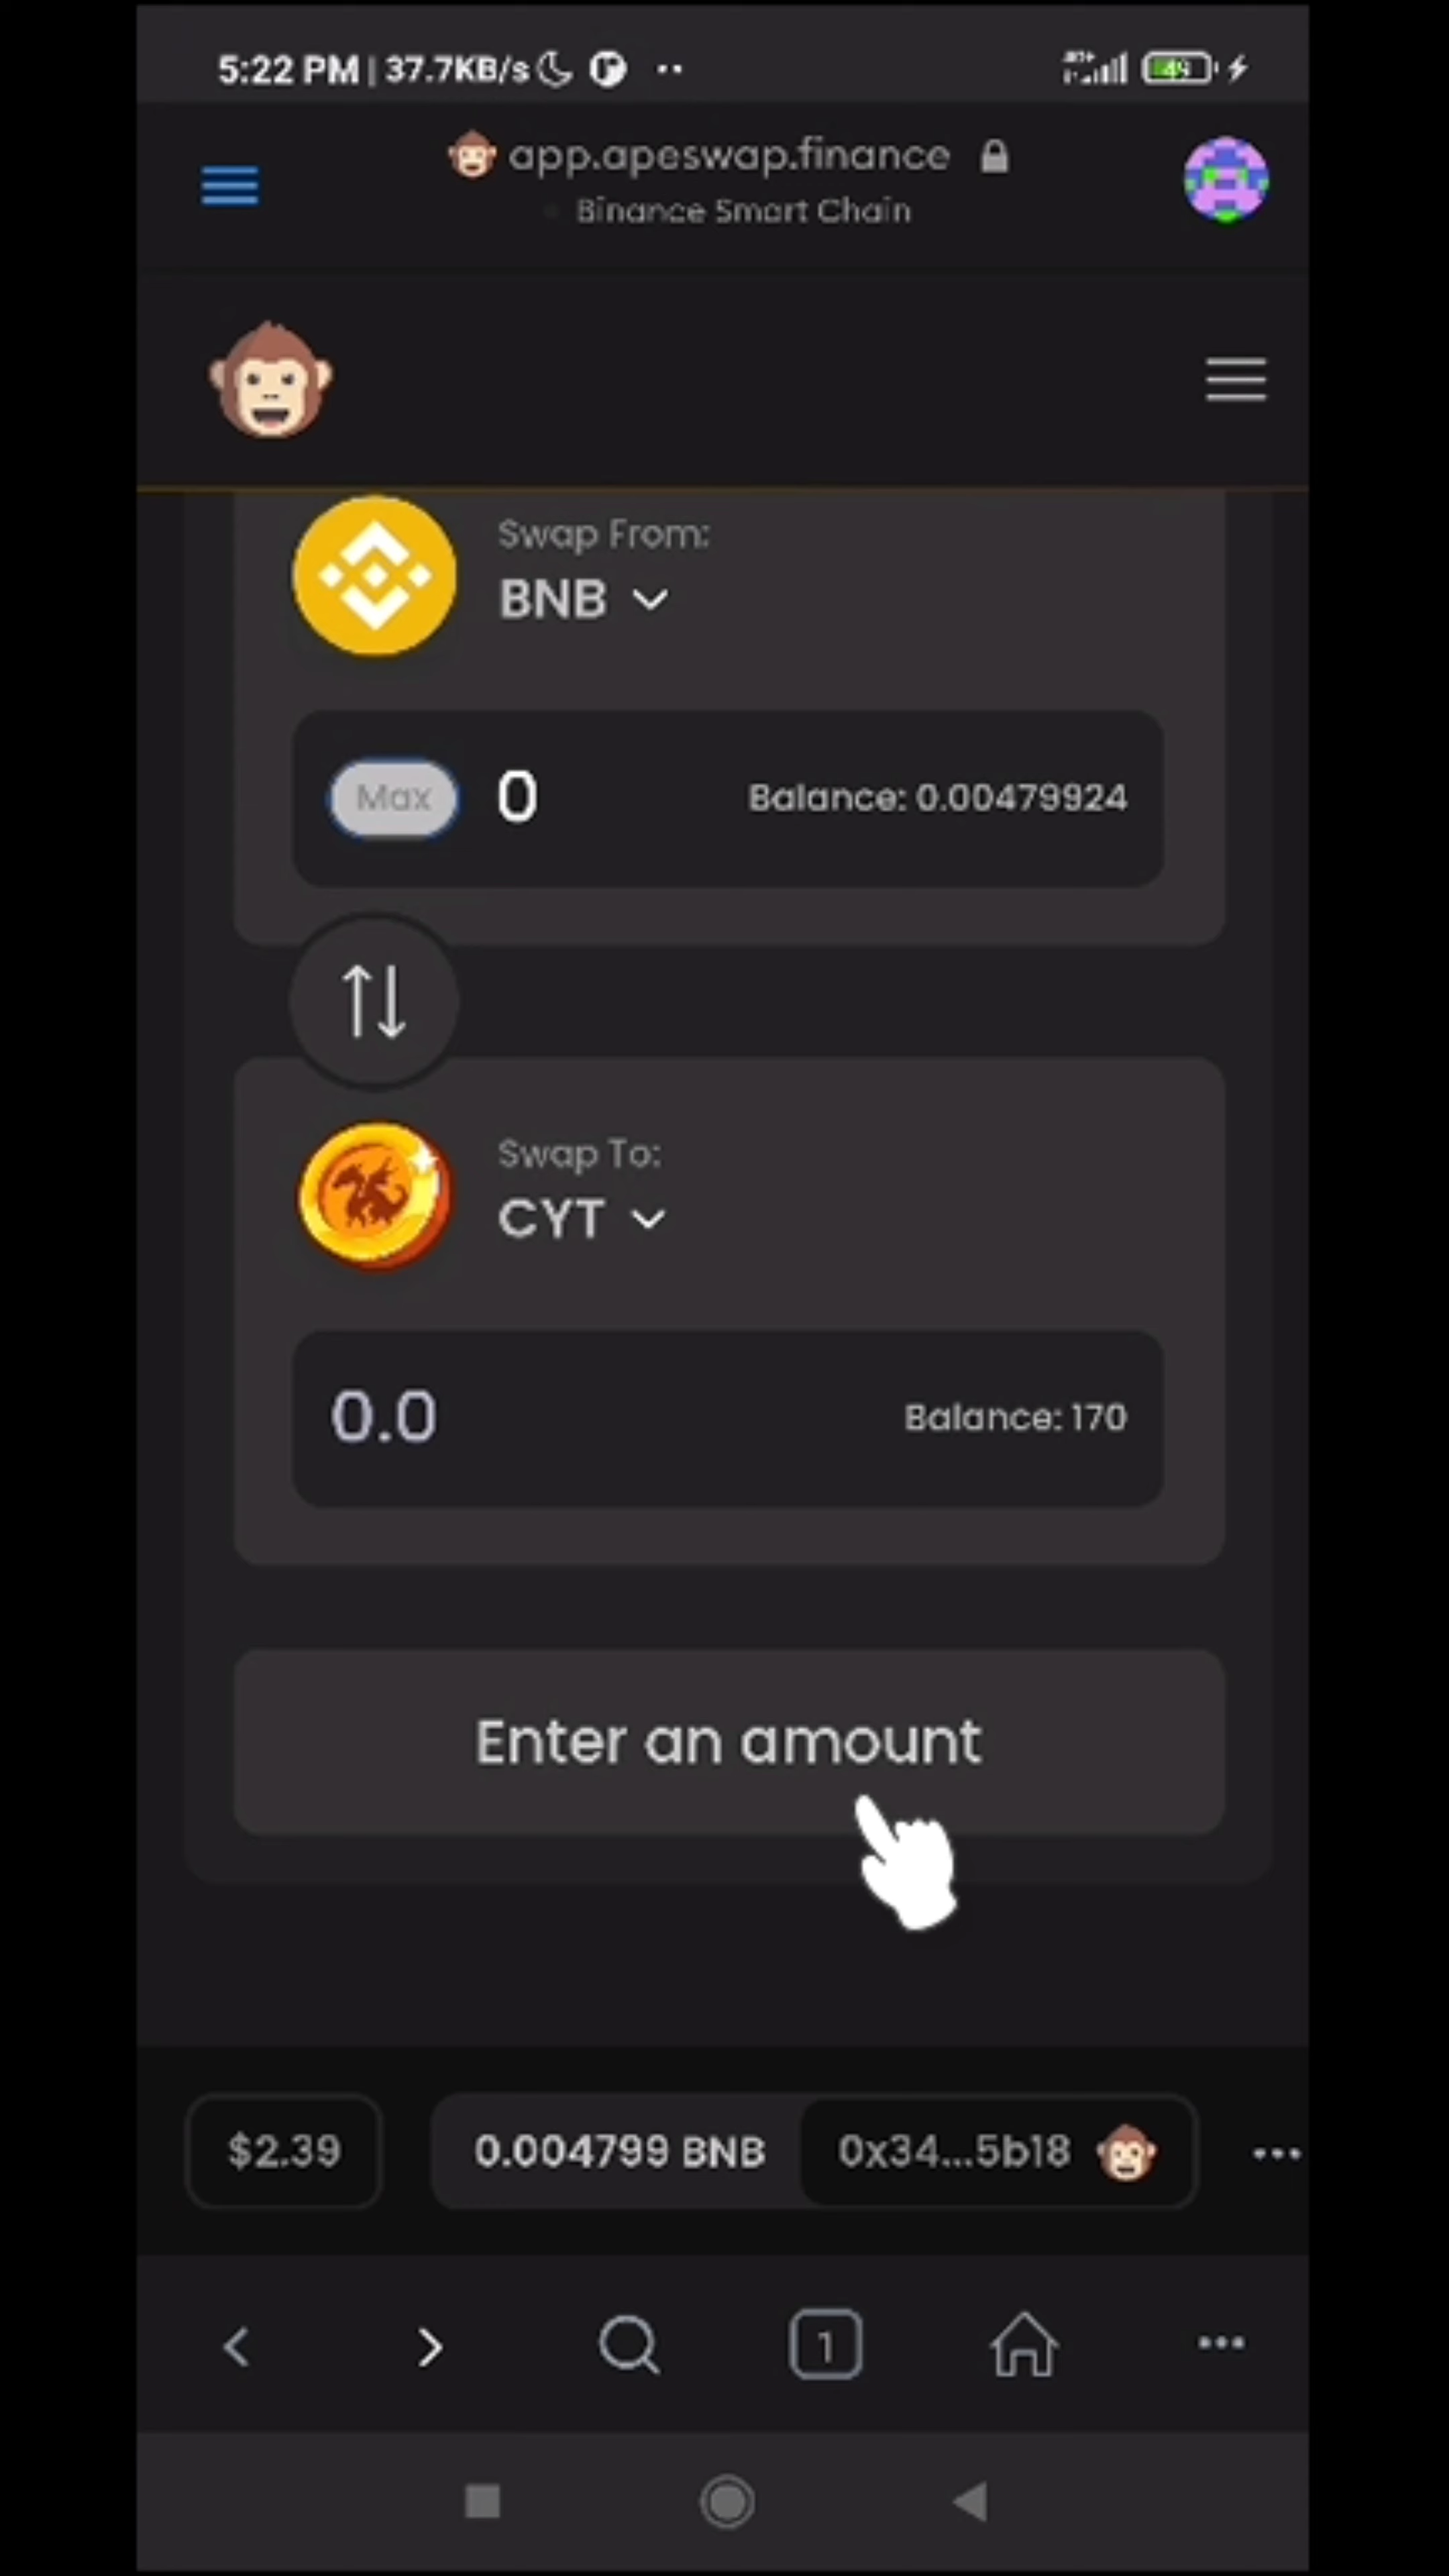 5:22 PM | 37.7KB/s
49
app.apeswap.finance
Binance Smart Chain
Swap From:
BNB
Max 0 Balance: 0.00479924
Swap To:
CYT
0.0 Balance: 170
Enter an amount
$2.39 0.004799 BNB 0x34...5b18
1